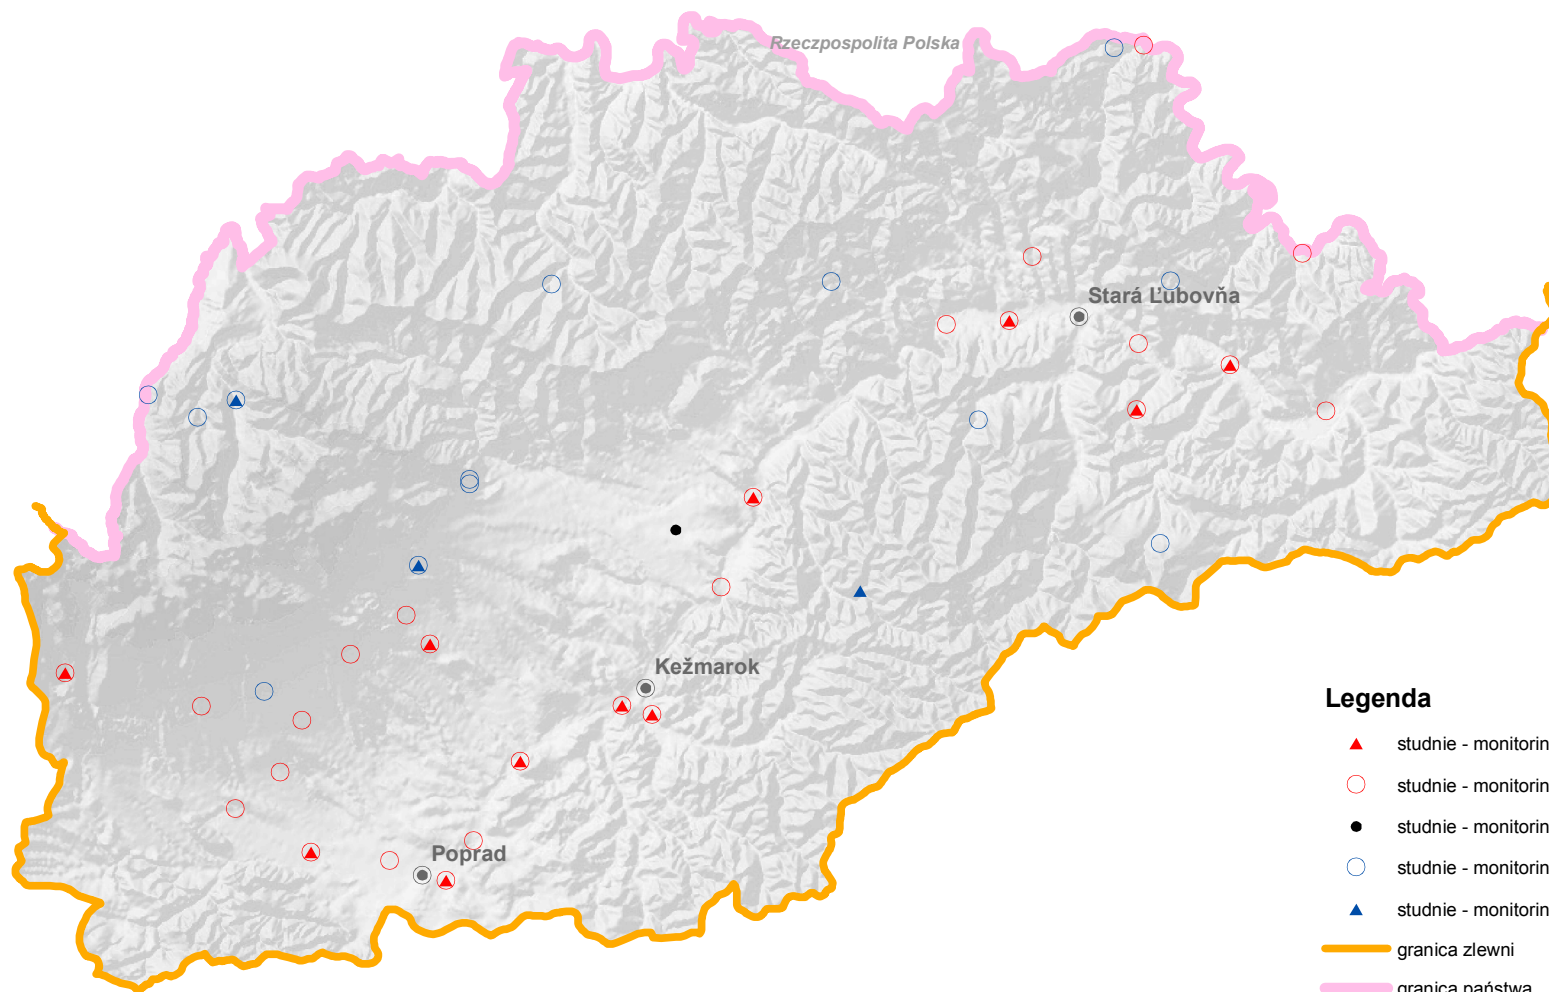 Rzeczpospolita Polska
Stará Ľubovňa
Kežmarok
Poprad
Legenda
studnie - monitorin
studnie - monitorin
studnie - monitorin
studnie - monitorin
studnie - monitorin
granica zlewni
granica państwa